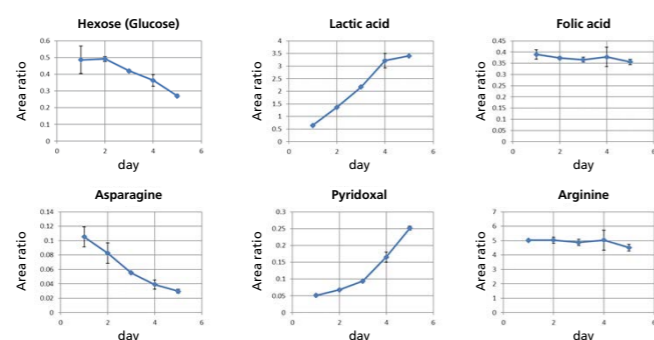 Hexose (Glucose)
Area ratio
0.6
0.5
0.4
0.3
0.2
0.1
0
0 2 4 6
day
Lactic acid
Area ratio
4
3.5
3
2.5
2
1.5
1
0.5
0
0 2 4 6
day
Folic acid
Area ratio
0.45
0.4
0.35
0.3
0.25
0.2
0.15
0.1
0.05
0
0 2 4 6
day
Asparagine
Area ratio
0.14
0.12
0.1
0.08
0.06
0.04
0.02
0
0 2 4 6
day
Pyridoxal
Area ratio
0.3
0.25
0.2
0.15
0.1
0.05
0
0 2 4 6
day
Arginine
Area ratio
7
6
5
4
3
2
1
0
0 2 4 6
day